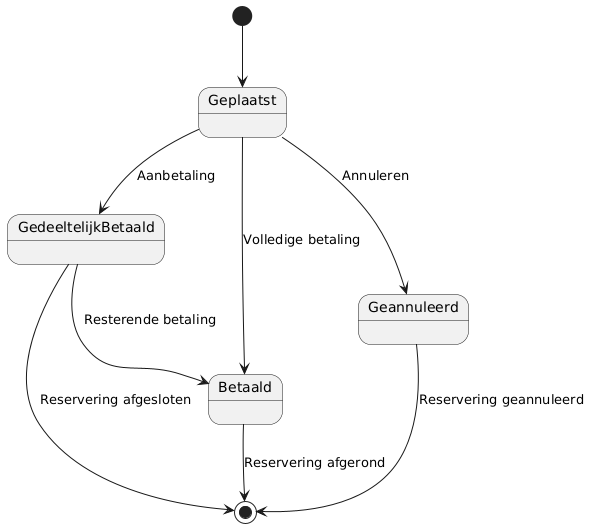 Geplaatst
Aanbetaling
Annuleren
GedeeltelijkBetaald
Volledige betaling
Geannuleerd
Resterende betaling
Betaald
Reservering afgesloten
Reservering geannuleerd
Reservering afgerond